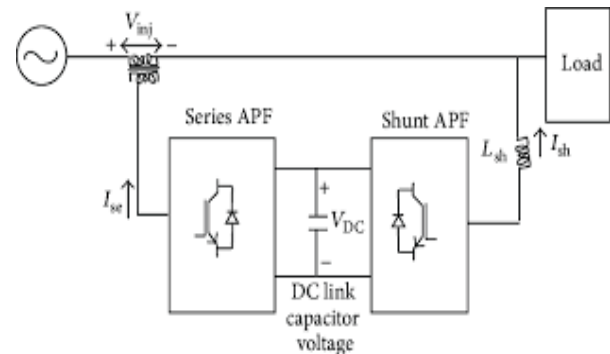 + V_inj −
Load
Series APF
Shunt APF
L_sh
I_sh
I_se
+
V_DC
−
DC link
capacitor
voltage